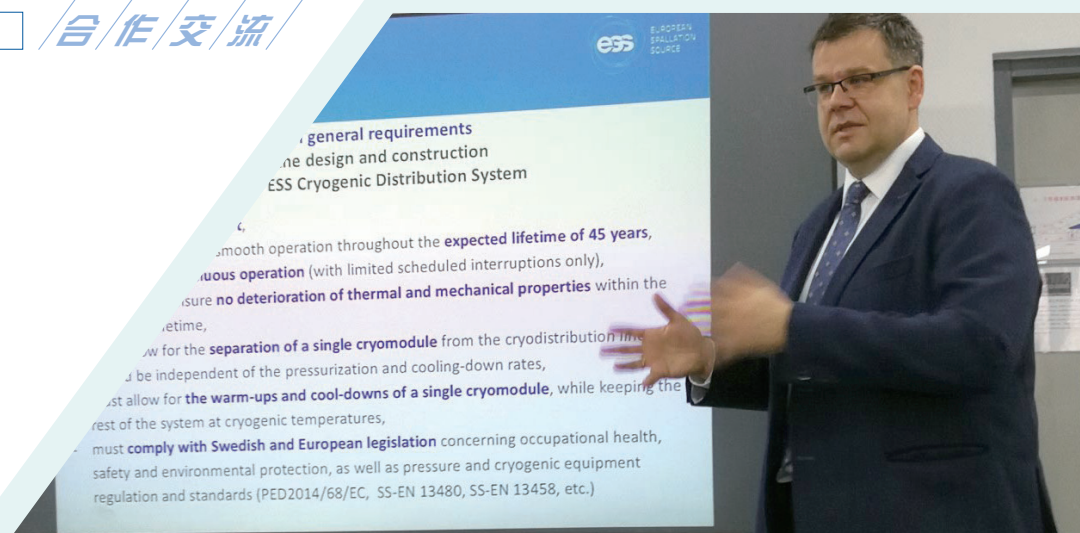 合作交流
ess
EUROPEAN
SPALLATION
SOURCE
general requirements
design and construction
ESS Cryogenic Distribution System
smooth operation throughout the expected lifetime of 45 years,
operation (with limited scheduled interruptions only),
no deterioration of thermal and mechanical properties within the
for the separation of a single cryomodule from the cryodistribution
be independent of the pressurization and cooling-down rates,
allow for the warm-ups and cool-downs of a single cryomodule, while keeping the
rest of the system at cryogenic temperatures,
- must comply with Swedish and European legislation concerning occupational health,
safety and environmental protection, as well as pressure and cryogenic equipment
regulation and standards (PED2014/68/EC, SS-EN 13480, SS-EN 13458, etc.)